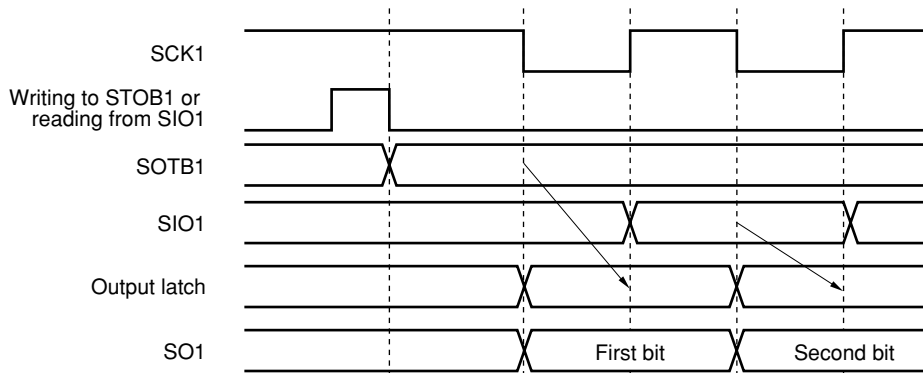 SCK1
Writing to STOB1 or
reading from SIO1
SOTB1
SIO1
Output latch
SO1
First bit
Second bit